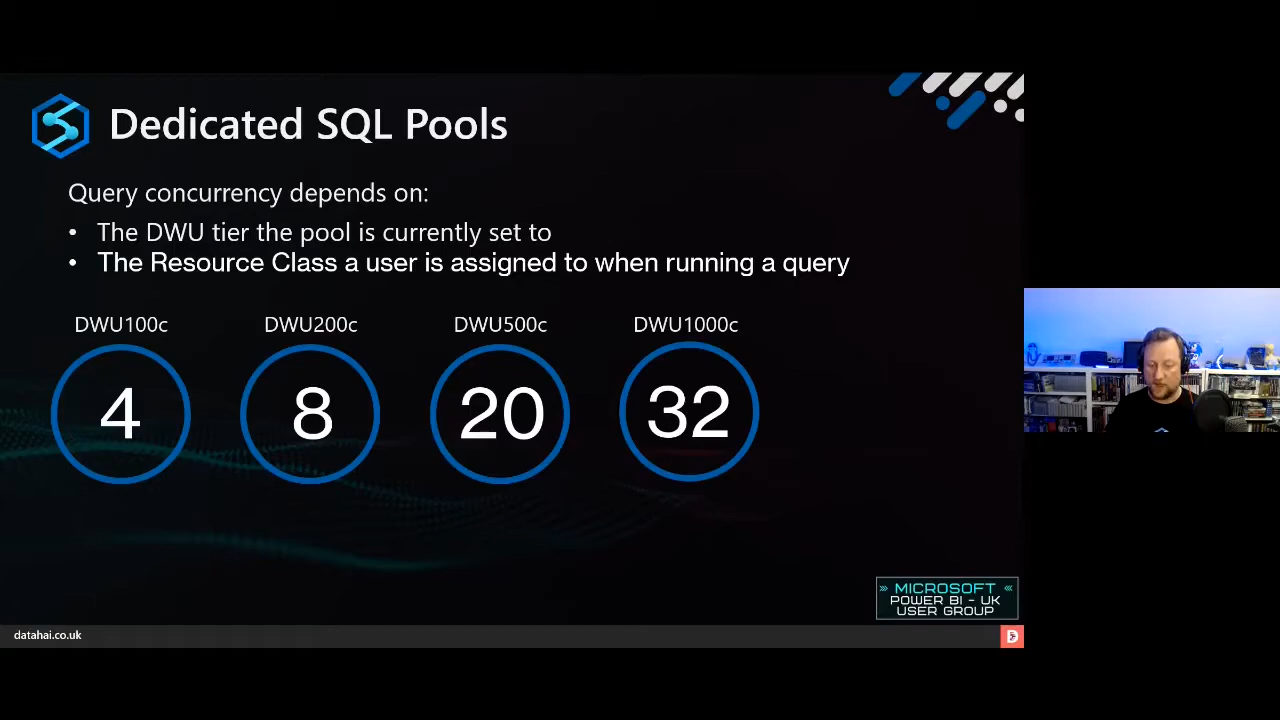 Dedicated SQL Pools
Query concurrency depends on:
• The DWU tier the pool is currently set to
• The Resource Class a user is assigned to when running a query
DWU100c
DWU200c
DWU500c
DWU1000c
4
8
20
32
MICROSOFT
POWER BI - UK
USER GROUP
datahai.co.uk
D